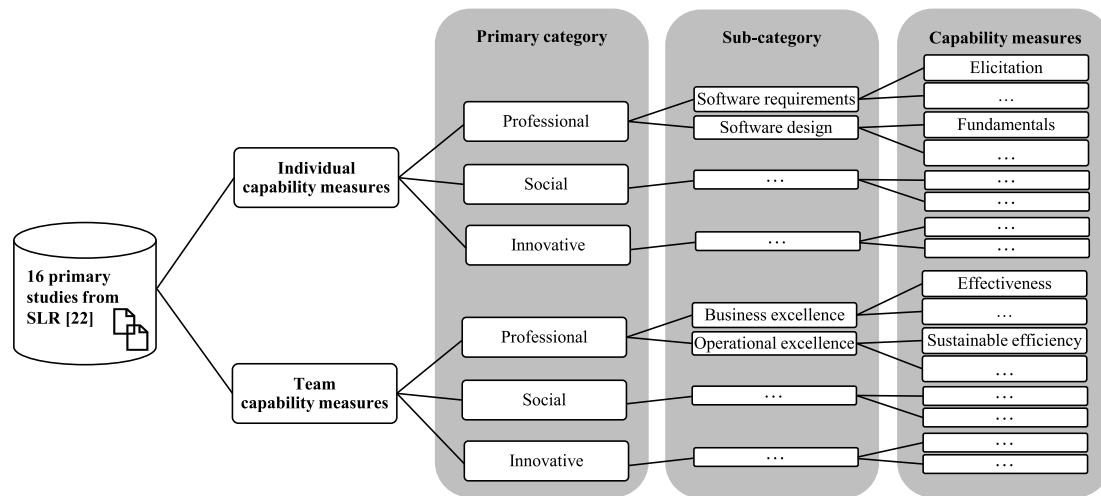 Primary category
Sub-category
Capability measures
Elicitation
Software requirements
...
Professional
Software design
Fundamentals
...
Individual
capability measures
Social
...
...
...
Innovative
...
...
...
16 primary
studies from
SLR [22]
Effectiveness
Business excellence
...
Professional
Operational excellence
Sustainable efficiency
...
Team
capability measures
Social
...
...
...
Innovative
...
...
...